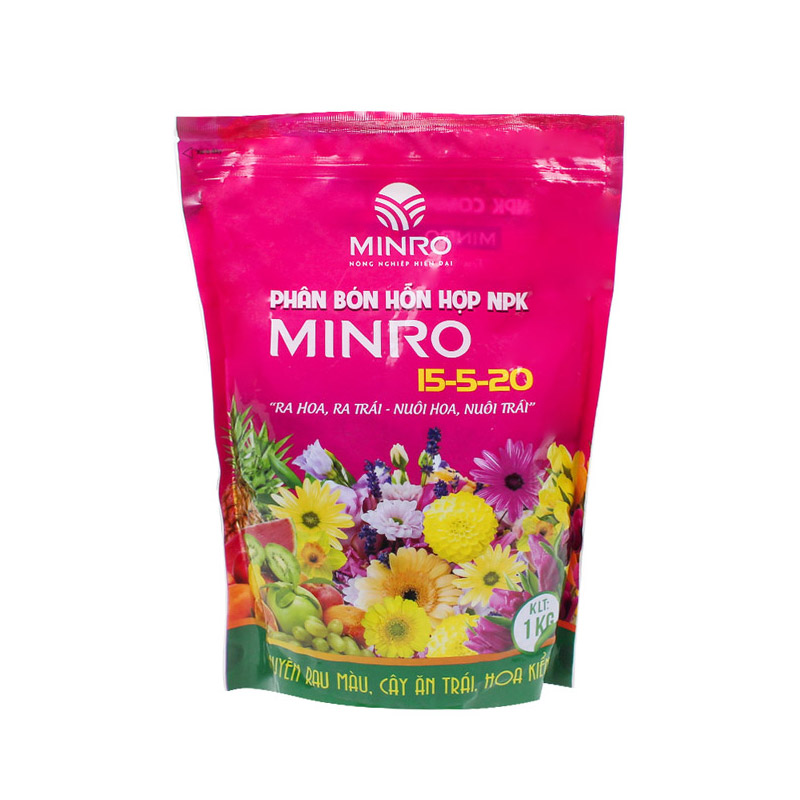 MINRO
NÔNG NGHIỆP HIỆN ĐẠI
PHÂN BÓN HỖN HỢP NPK
MINRO
15-5-20
"RA HOA, RA TRÁI - NUÔI HOA, NUÔI TRÁI"
KLT:
1KG
RAU MÀU, CÂY ĂN TRÁI, HOA